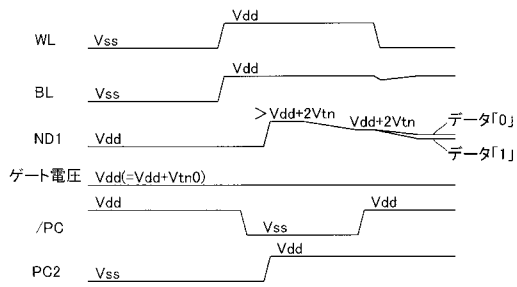 Vdd
WL
Vss
Vdd
BL
Vss
>Vdd+2Vtn
Vdd+2Vtn
データ「0」
ND1
Vdd
データ「1」
ゲート電圧
Vdd(=Vdd+Vtn0)
Vdd
Vdd
/PC
Vss
Vdd
PC2
Vss